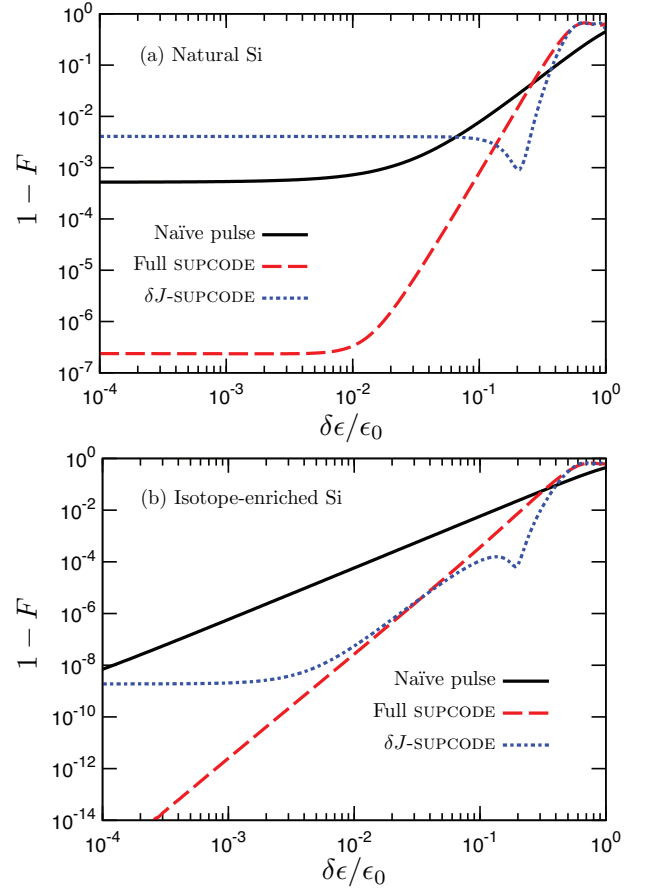 10^0
10^-1
10^-2
10^-3
10^-4
10^-5
10^-6
10^-7
1 − F
(a) Natural Si
Naïve pulse
Full SUPCODE
δJ-SUPCODE
10^-4 10^-3 10^-2 10^-1 10^0
δϵ/ϵ_0
10^0
10^-2
10^-4
10^-6
10^-8
10^-10
10^-12
10^-14
1 − F
(b) Isotope-enriched Si
Naïve pulse
Full SUPCODE
δJ-SUPCODE
10^-4 10^-3 10^-2 10^-1 10^0
δϵ/ϵ_0